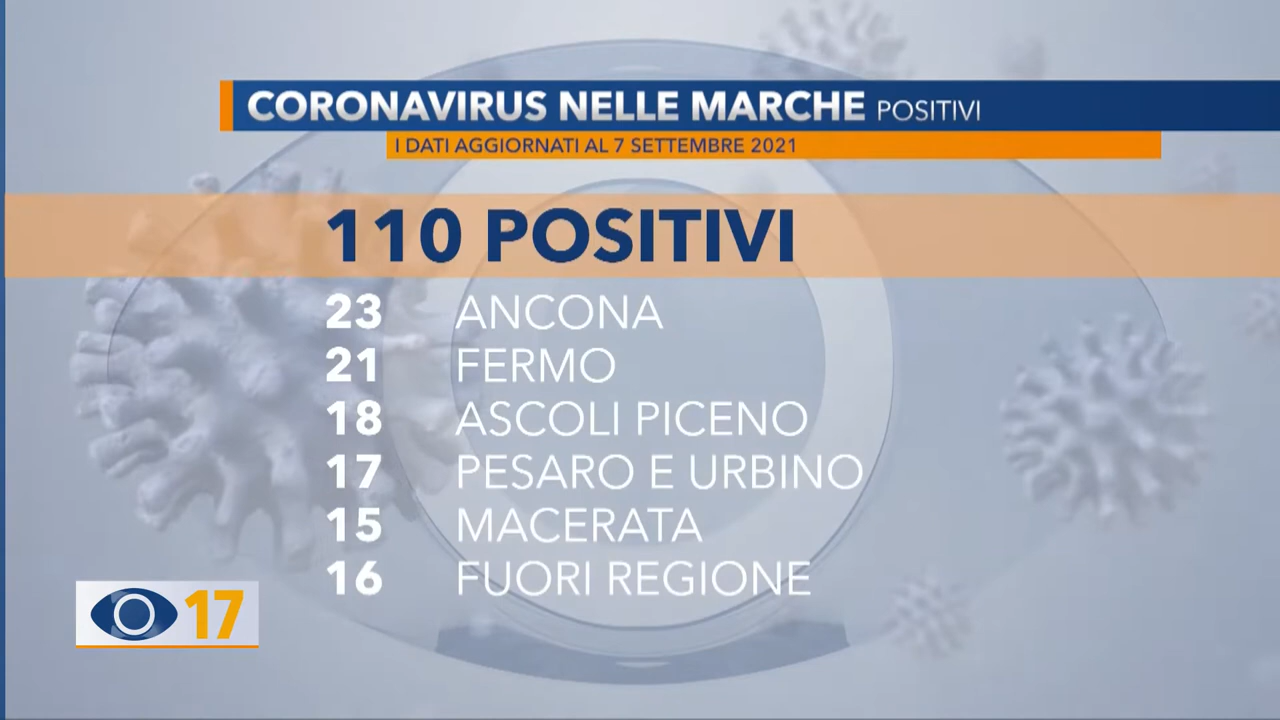 CORONAVIRUS NELLE MARCHE POSITIVI
I DATI AGGIORNATI AL 7 SETTEMBRE 2021
110 POSITIVI
23 ANCONA
21 FERMO
18 ASCOLI PICENO
17 PESARO E URBINO
15 MACERATA
16 FUORI REGIONE
17